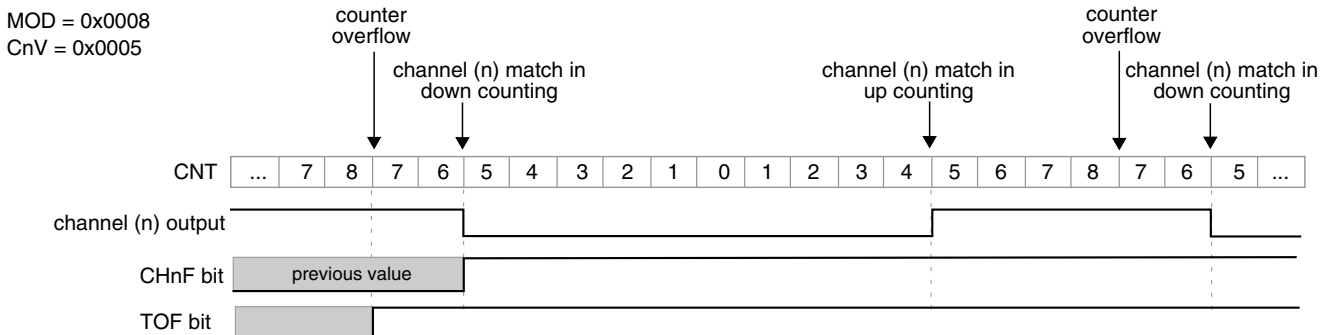 MOD = 0x0008
CnV = 0x0005
counter
overflow
channel (n) match in
down counting
channel (n) match in
up counting
counter
overflow
channel (n) match in
down counting
CNT ... 7 8 7 6 5 4 3 2 1 0 1 2 3 4 5 6 7 8 7 6 5 ...
channel (n) output
CHnF bit previous value
TOF bit